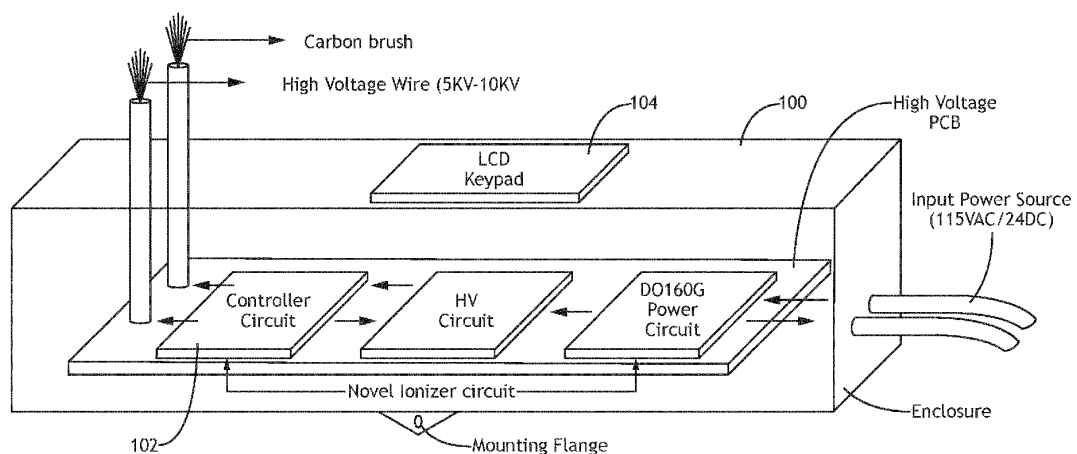 Carbon brush
High Voltage Wire (5KV-10KV
104
100
High Voltage
PCB
LCD
Keypad
Input Power Source
(115VAC/24DC)
Controller
Circuit
HV
Circuit
DO160G
Power
Circuit
Novel Ionizer circuit
Enclosure
102
0
Mounting Flange